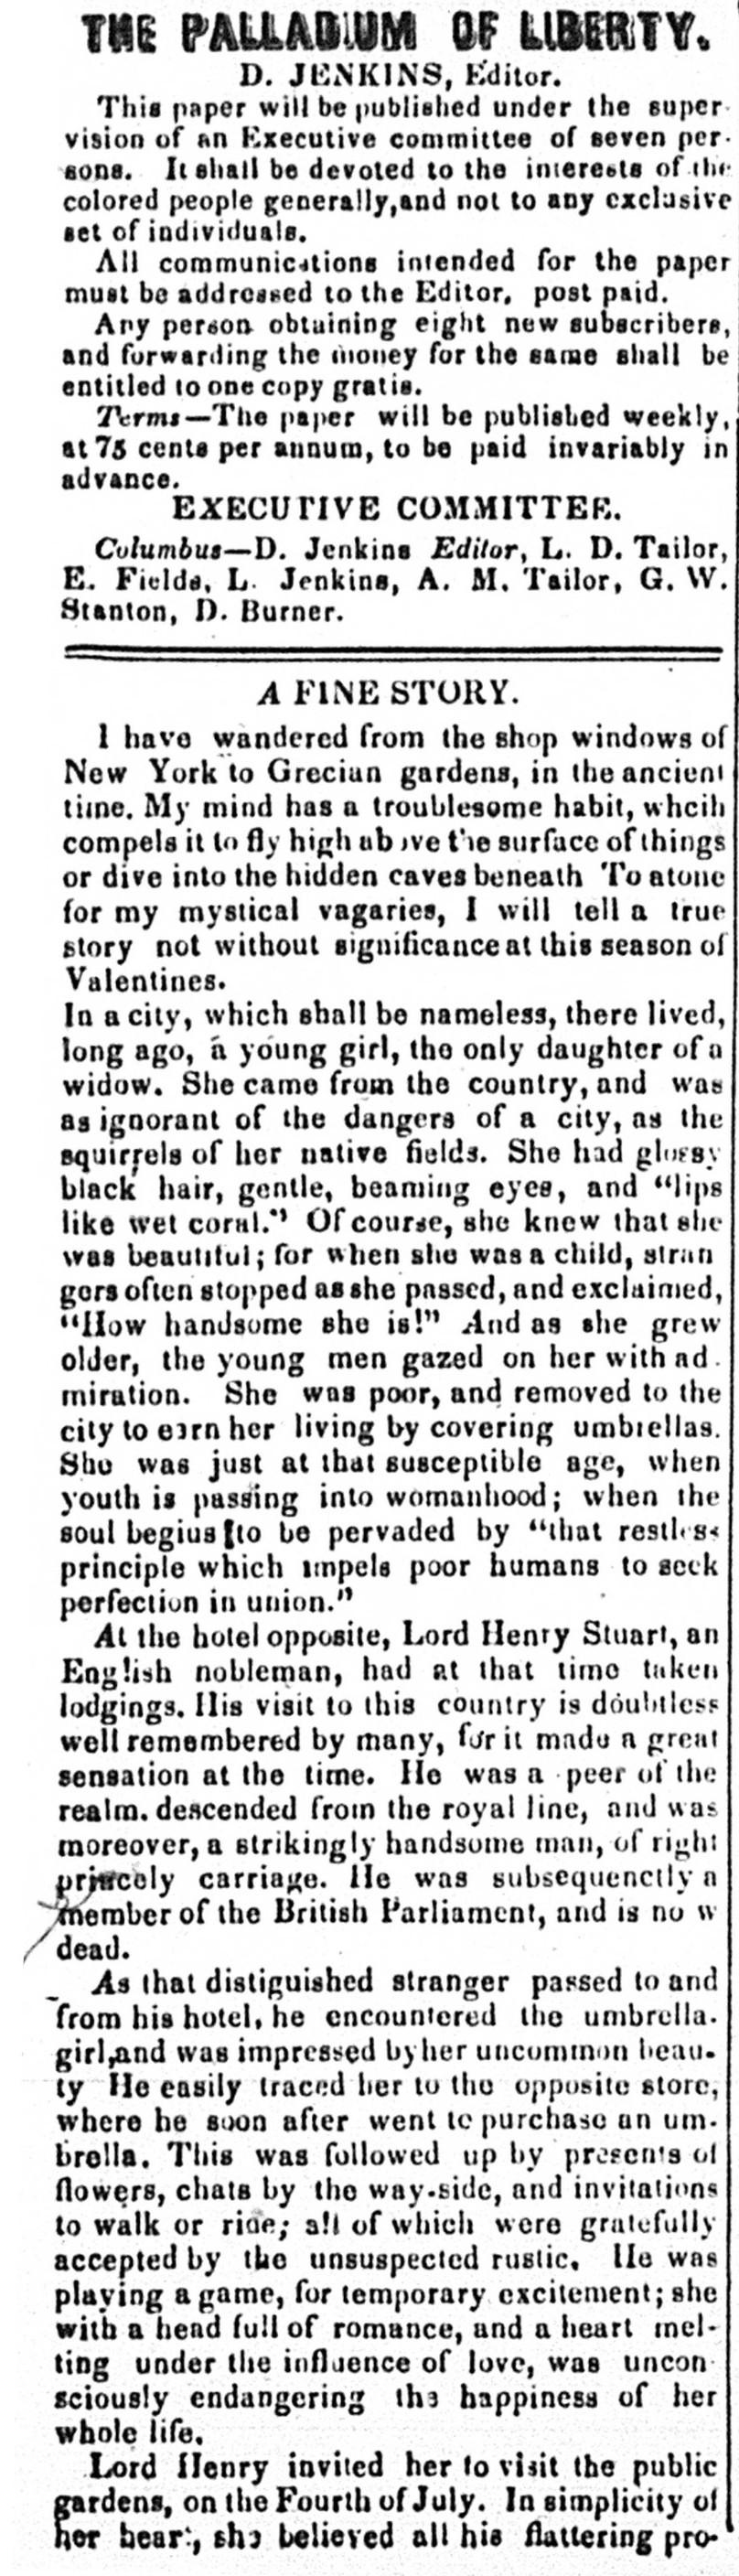 THE PALLADIUM OF LIBERTY.
D. JENKINS, Editor.
This paper will be published under the super-
vision of an Executive committee of seven per-
sons. It shall be devoted to the interests of the
colored people generally,and not to any exclusive
set of individuals.
All communications intended for the paper
must be addressed to the Editor, post paid.
Any person obtaining eight new subscribers,
and forwarding the money for the same shall be
entitled to one copy gratis.
Terms—The paper will be published weekly,
at 75 cents per annum, to be paid invariably in
advance.
EXECUTIVE COMMITTEE.
Columbus—D. Jenkins Editor, L. D. Tailor,
E. Fields, L. Jenkins, A. M. Tailor, G. W.
Stanton, D. Burner.
A FINE STORY.
I have wandered from the shop windows of
New York to Grecian gardens, in the ancient
time. My mind has a troublesome habit, whcih
compels it to fly high above the surface of things
or dive into the hidden caves beneath To atone
for my mystical vagaries, I will tell a true
story not without significance at this season of
Valentines.
In a city, which shall be nameless, there lived,
long ago, a young girl, the only daughter of a
widow. She came from the country, and was
as ignorant of the dangers of a city, as the
squirrels of her native fields. She had glossy
black hair, gentle, beaming eyes, and "lips
like wet coral." Of course, she knew that she
was beautiful; for when she was a child, stran
gers often stopped as she passed, and exclaimed,
"How handsome she is!" And as she grew
older, the young men gazed on her with ad-
miration. She was poor, and removed to the
city to earn her living by covering umbrellas.
She was just at that susceptible age, when
youth is passing into womanhood; when the
soul begius [to be pervaded by "that restless
principle which impels poor humans to seek
perfection in union."
At the hotel opposite, Lord Henry Stuart, an
English nobleman, had at that time taken
lodgings. His visit to this country is doubtless
well remembered by many, for it made a great
sensation at the time. He was a peer of the
realm. descended from the royal line, and was
moreover, a strikingly handsome man, of right
princely carriage. He was subsequenctly a
member of the British Parliament, and is no w
dead.
As that distiguished stranger passed to and
from his hotel, he encountered the umbrella.
girl,and was impressed by her uncommon beau-
ty He easily traced her to the opposite store,
where he soon after went to purchase an um-
brella. This was followed up by presents of
flowers, chats by the way-side, and invitations
to walk or ride; all of which were gratefully
accepted by the unsuspected rustic. He was
playing a game, for temporary excitement; she
with a head full of romance, and a heart mel-
ting under the influence of love, was uncon-
sciously endangering the happiness of her
whole life.
Lord Henry invited her to visit the public
gardens, on the Fourth of July. In simplicity of
her heart, she believed all his flattering pro-